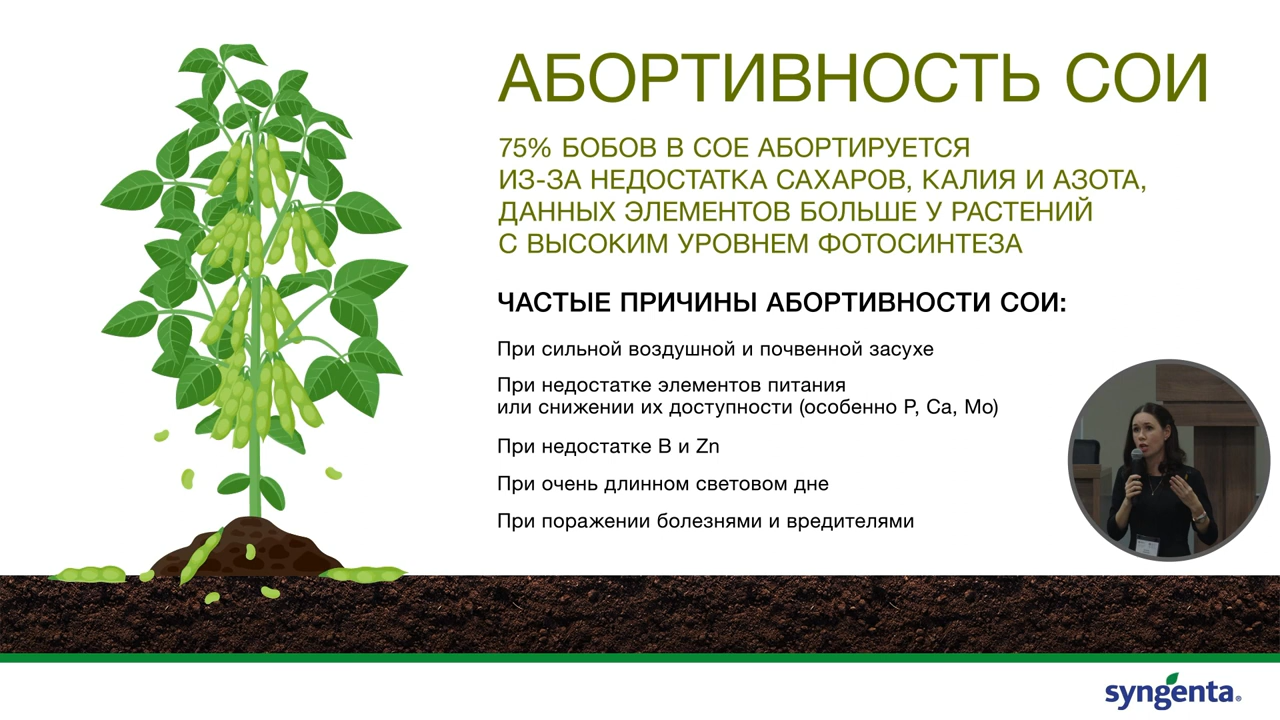 АБОРТИВНОСТЬ СОИ
75% БОБОВ В СОЕ АБОРТИРУЕТСЯ
ИЗ-ЗА НЕДОСТАТКА САХАРОВ, КАЛИЯ И АЗОТА,
ДАННЫХ ЭЛЕМЕНТОВ БОЛЬШЕ У РАСТЕНИЙ
С ВЫСОКИМ УРОВНЕМ ФОТОСИНТЕЗА
ЧАСТЫЕ ПРИЧИНЫ АБОРТИВНОСТИ СОИ:
При сильной воздушной и почвенной засухе
При недостатке элементов питания
или снижении их доступности (особенно P, Ca, Mo)
При недостатке B и Zn
При очень длинном световом дне
При поражении болезнями и вредителями
syngenta®